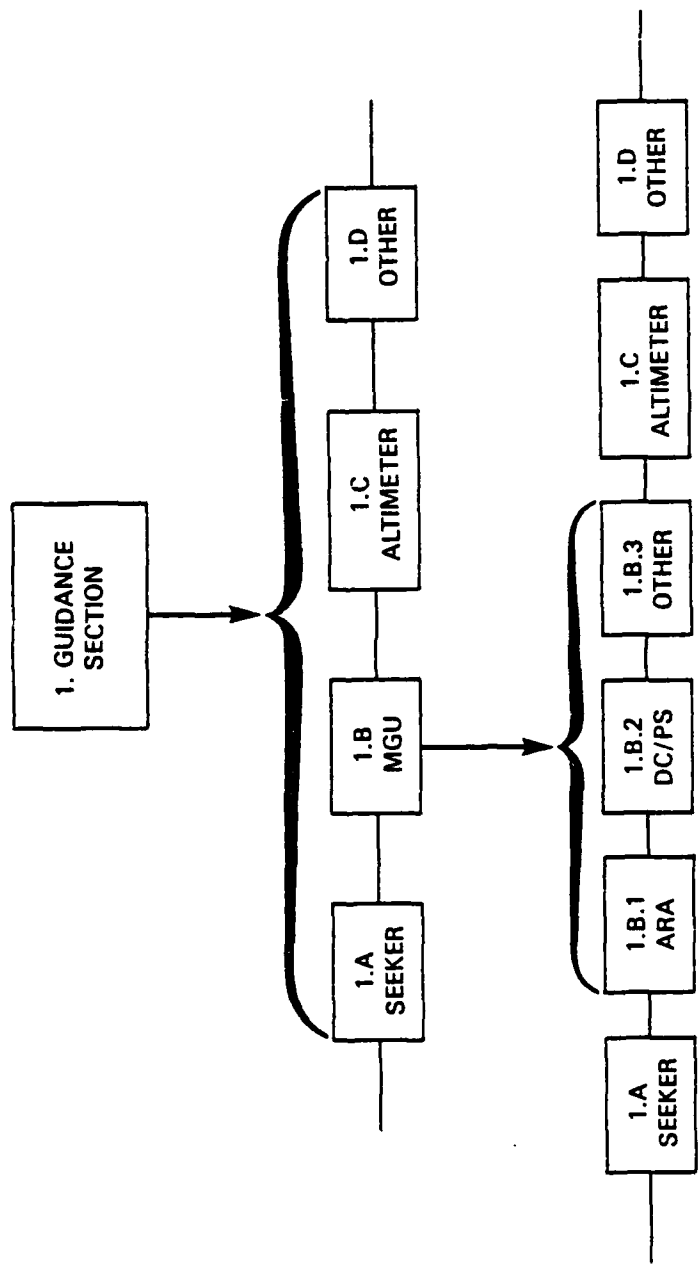 1. GUIDANCE
SECTION
1.A
SEEKER
1.B
MGU
1.C
ALTIMETER
1.D
OTHER
1.A
SEEKER
1.B.1
ARA
1.B.2
DC/PS
1.B.3
OTHER
1.C
ALTIMETER
1.D
OTHER